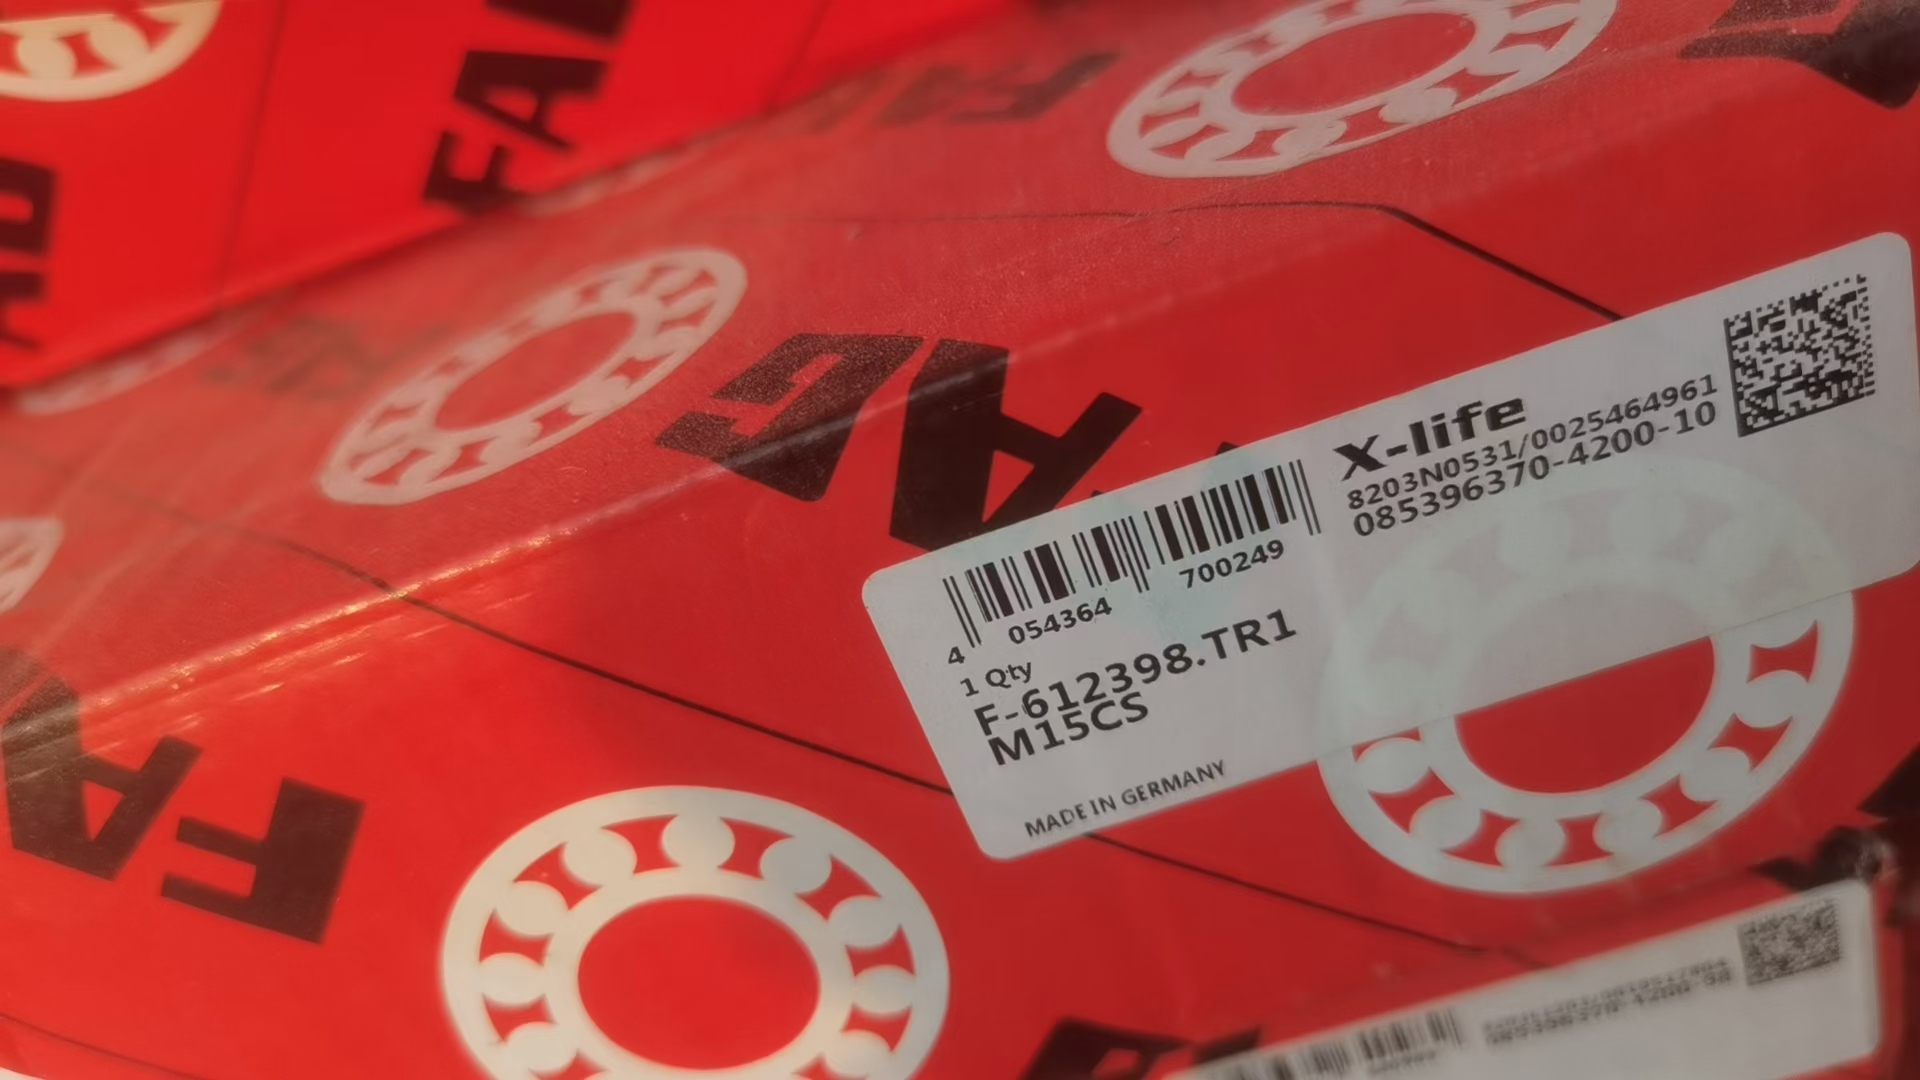 FAG
FAG
FAG
FA
X-life
8203N0531/0025464961
085396370-4200-10
4 054364 700249
1 Qty
F-612398.TR1
M15CS
MADE IN GERMANY